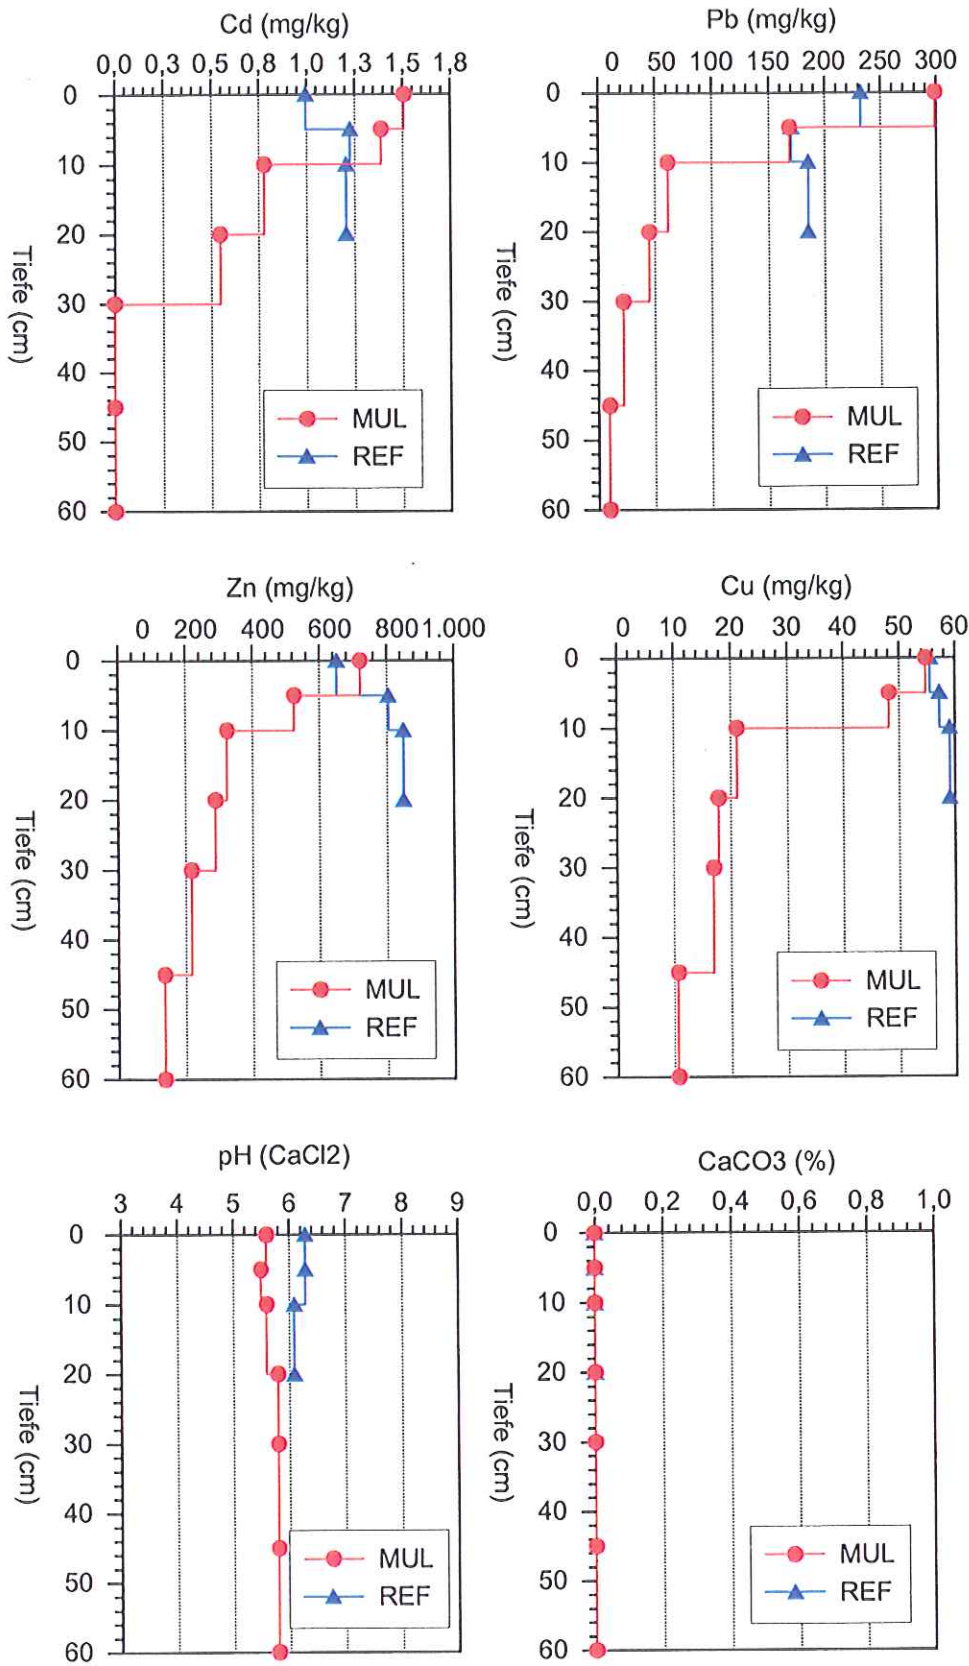 Cd (mg/kg)
0,0 0,3 0,5 0,8 1,0 1,3 1,5 1,8
0
10
20
30
40
50
60
Tiefe (cm)
MUL
REF
Pb (mg/kg)
0 50 100 150 200 250 300
0
10
20
30
40
50
60
Tiefe (cm)
MUL
REF
Zn (mg/kg)
0 200 400 600 800 1.000
0
10
20
30
40
50
60
Tiefe (cm)
MUL
REF
Cu (mg/kg)
0 10 20 30 40 50 60
0
10
20
30
40
50
60
Tiefe (cm)
MUL
REF
pH (CaCl2)
3 4 5 6 7 8 9
0
10
20
30
40
50
60
Tiefe (cm)
MUL
REF
CaCO3 (%)
0,0 0,2 0,4 0,6 0,8 1,0
0
10
20
30
40
50
60
Tiefe (cm)
MUL
REF